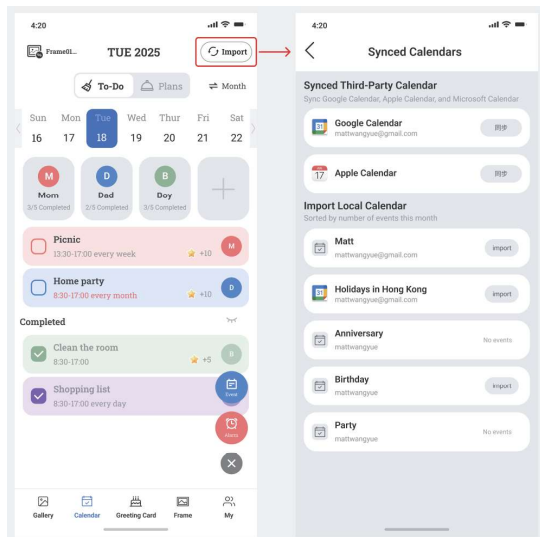 4:20
Frame01...
TUE 2025
Import
To-Do
Plans
Month
Sun Mon Tue Wed Thur Fri Sat
16 17 18 19 20 21 22
M
Mom
3/5 Completed
D
Dad
2/5 Completed
B
Doy
3/5 Completed
Picnic
13:30-17:00 every week
+10
M
Home party
8:30-17:00 every month
+10
D
Completed
Clean the room
8:30-17:00
+5
B
Shopping list
8:30-17:00 every day
Event
Alarm
Gallery
Calendar
Greeting Card
Frame
My
4:20
Synced Calendars
Synced Third-Party Calendar
Sync Google Calendar, Apple Calendar, and Microsoft Calendar
31
Google Calendar
mattwangyue@gmail.com
同步
17
Apple Calendar
同步
Import Local Calendar
Sorted by number of events this month
Matt
mattwangyue@gmail.com
import
31
Holidays in Hong Kong
mattwangyue@gmail.com
import
Anniversary
mattwangyue
No events
Birthday
mattwangyue
import
Party
mattwangyue
No events